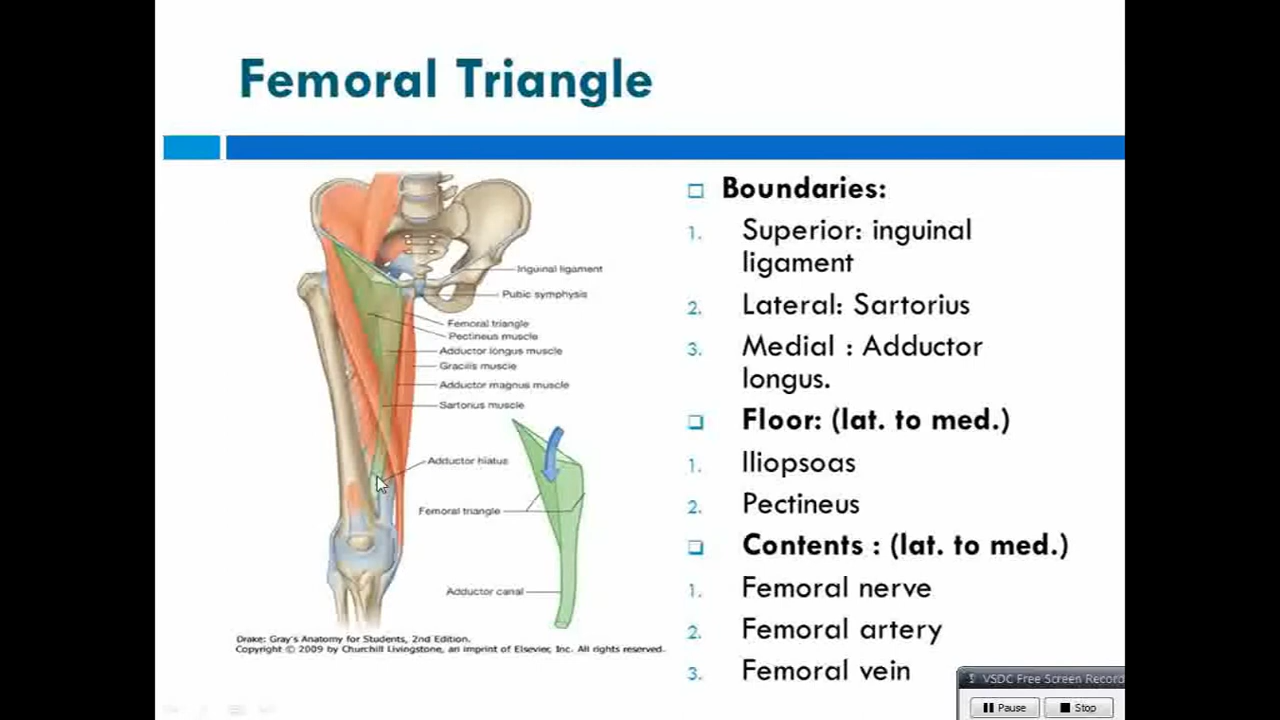 Femoral Triangle
Inguinal ligament
Pubic symphysis
Femoral triangle
Pectineus muscle
Adductor longus muscle
Gracilis muscle
Adductor magnus muscle
Sartorius muscle
Adductor hiatus
Femoral triangle
Adductor canal
Drake: Gray's Anatomy for Students, 2nd Edition.
Copyright © 2009 by Churchill Livingstone, an imprint of Elsevier, Inc. All rights reserved.
Boundaries:
1. Superior: inguinal
ligament
2. Lateral: Sartorius
3. Medial : Adductor
longus.
Floor: (lat. to med.)
1. Iliopsoas
2. Pectineus
Contents : (lat. to med.)
1. Femoral nerve
2. Femoral artery
3. Femoral vein
VSDC Free Screen Record
Pause
Stop